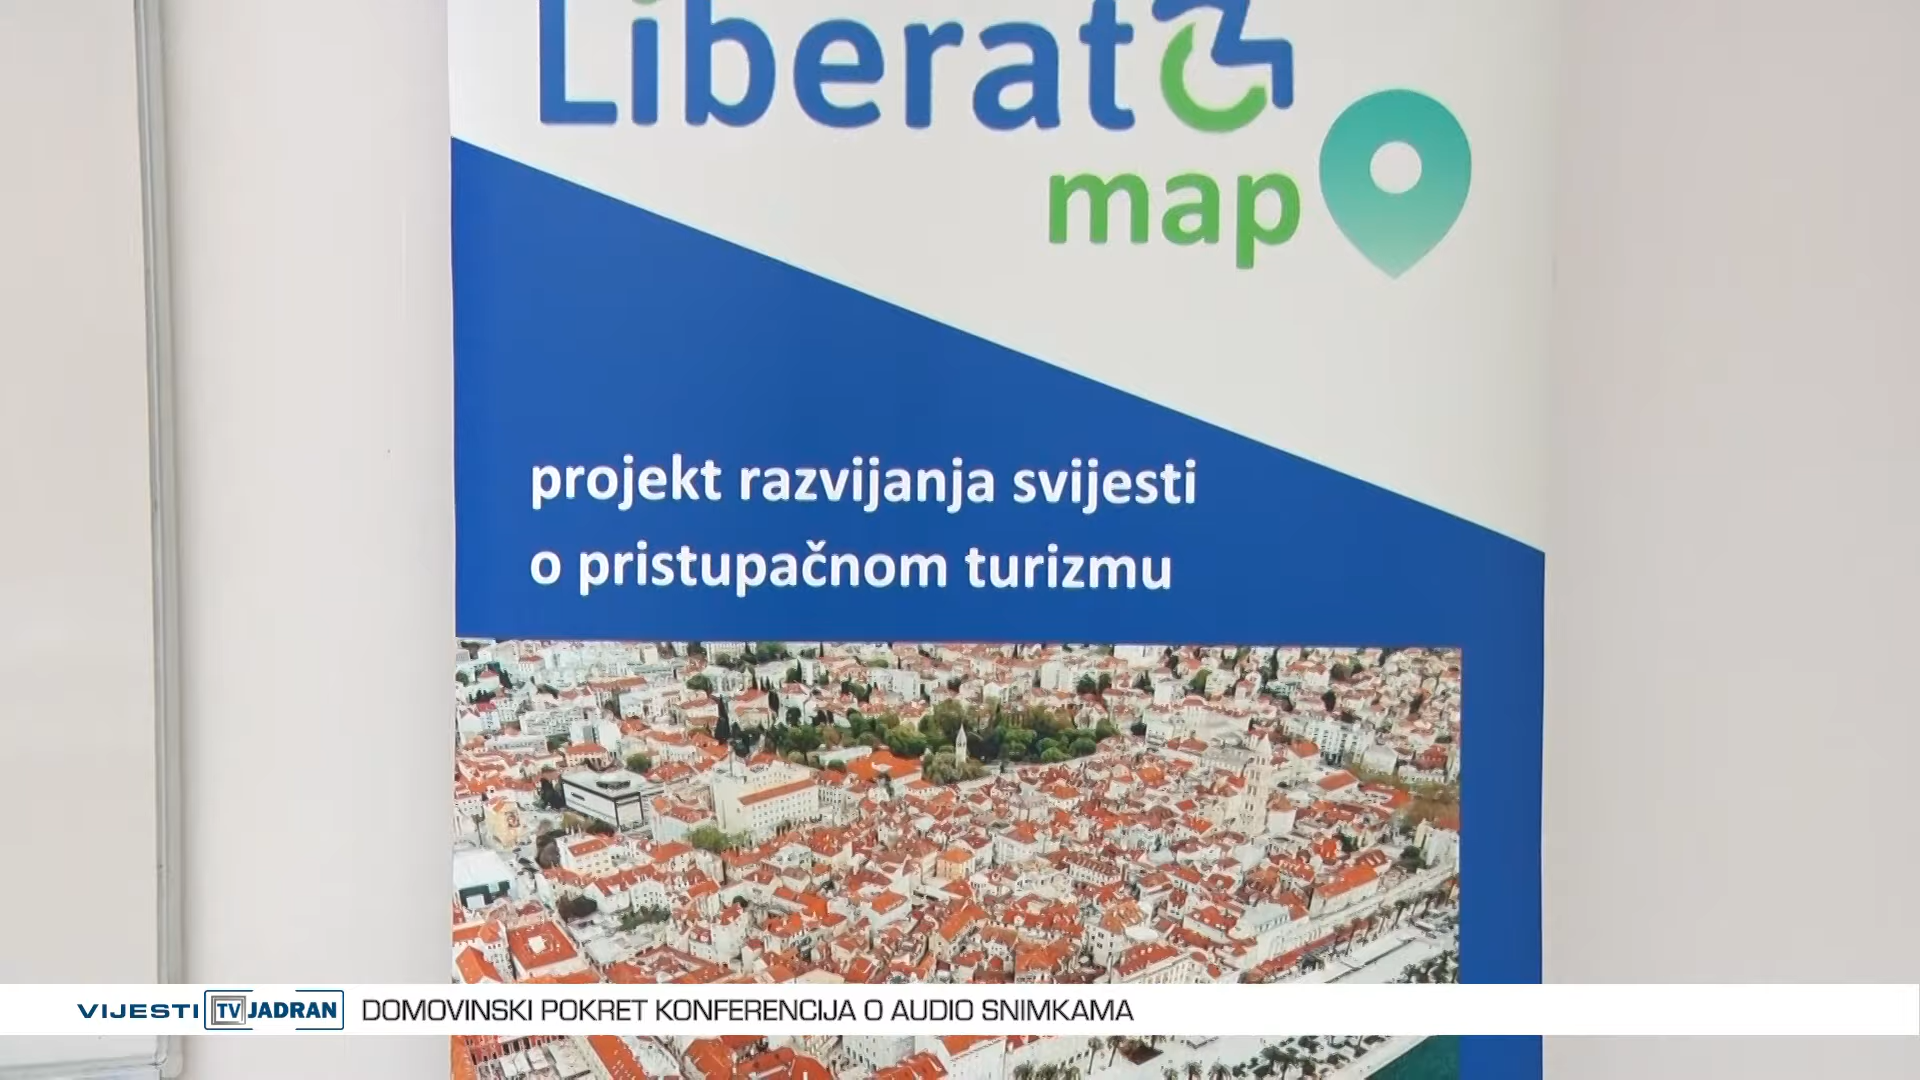 Liberato
map
projekt razvijanja svijesti
o pristupačnom turizmu
VIJESTI TV JADRAN DOMOVINSKI POKRET KONFERENCIJA O AUDIO SNIMKAMA